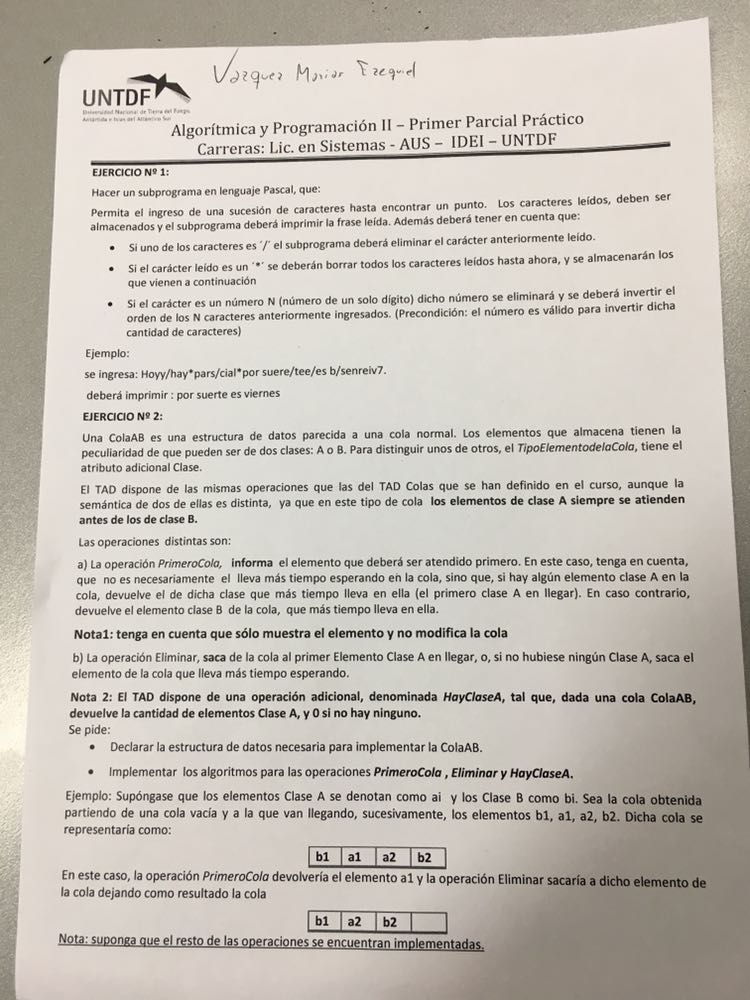 Vazquez Marian Ezequiel
UNTDF
Universidad Nacional de Tierra del Fuego,
Antártida e Islas del Atlántico Sur
Algorítmica y Programación II – Primer Parcial Práctico
Carreras: Lic. en Sistemas - AUS – IDEI – UNTDF
EJERCICIO Nº 1:
Hacer un subprograma en lenguaje Pascal, que:
Permita el ingreso de una sucesión de caracteres hasta encontrar un punto. Los caracteres leídos, deben ser
almacenados y el subprograma deberá imprimir la frase leída. Además deberá tener en cuenta que:
• Si uno de los caracteres es ´/´ el subprograma deberá eliminar el carácter anteriormente leído.
• Si el carácter leído es un ´*´ se deberán borrar todos los caracteres leídos hasta ahora, y se almacenarán los
que vienen a continuación
• Si el carácter es un número N (número de un solo dígito) dicho número se eliminará y se deberá invertir el
orden de los N caracteres anteriormente ingresados. (Precondición: el número es válido para invertir dicha
cantidad de caracteres)
Ejemplo:
se ingresa: Hoyy/hay*pars/cial*por suere/tee/es b/senreiv7.
deberá imprimir : por suerte es viernes
EJERCICIO Nº 2:
Una ColaAB es una estructura de datos parecida a una cola normal. Los elementos que almacena tienen la
peculiaridad de que pueden ser de dos clases: A o B. Para distinguir unos de otros, el TipoElementodelaCola, tiene el
atributo adicional Clase.
El TAD dispone de las mismas operaciones que las del TAD Colas que se han definido en el curso, aunque la
semántica de dos de ellas es distinta, ya que en este tipo de cola los elementos de clase A siempre se atienden
antes de los de clase B.
Las operaciones distintas son:
a) La operación PrimeroCola, informa el elemento que deberá ser atendido primero. En este caso, tenga en cuenta,
que no es necesariamente el lleva más tiempo esperando en la cola, sino que, si hay algún elemento clase A en la
cola, devuelve el de dicha clase que más tiempo lleva en ella (el primero clase A en llegar). En caso contrario,
devuelve el elemento clase B de la cola, que más tiempo lleva en ella.
Nota1: tenga en cuenta que sólo muestra el elemento y no modifica la cola
b) La operación Eliminar, saca de la cola al primer Elemento Clase A en llegar, o, si no hubiese ningún Clase A, saca el
elemento de la cola que lleva más tiempo esperando.
Nota 2: El TAD dispone de una operación adicional, denominada HayClaseA, tal que, dada una cola ColaAB,
devuelve la cantidad de elementos Clase A, y 0 si no hay ninguno.
Se pide:
• Declarar la estructura de datos necesaria para implementar la ColaAB.
• Implementar los algoritmos para las operaciones PrimeroCola , Eliminar y HayClaseA.
Ejemplo: Supóngase que los elementos Clase A se denotan como ai y los Clase B como bi. Sea la cola obtenida
partiendo de una cola vacía y a la que van llegando, sucesivamente, los elementos b1, a1, a2, b2. Dicha cola se
representaría como:
b1 a1 a2 b2
En este caso, la operación PrimeroCola devolvería el elemento a1 y la operación Eliminar sacaría a dicho elemento de
la cola dejando como resultado la cola
b1 a2 b2
Nota: suponga que el resto de las operaciones se encuentran implementadas.